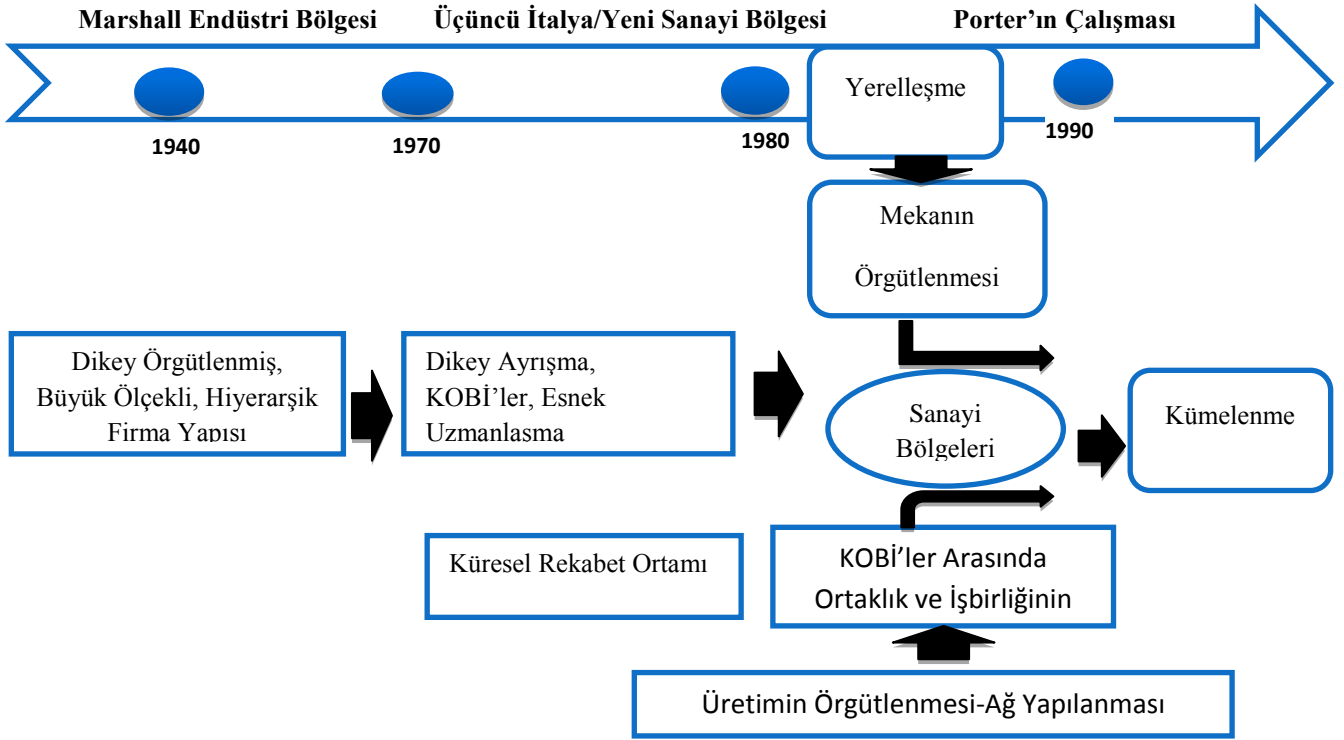 Marshall Endüstri Bölgesi
Üçüncü İtalya/Yeni Sanayi Bölgesi
Porter’ın Çalışması
Yerelleşme
1940
1970
1980
1990
Mekanın
Örgütlenmesi
Dikey Örgütlenmiş,
Büyük Ölçekli, Hiyerarşik
Firma Yapısı
Dikey Ayrışma,
KOBİ’ler, Esnek
Uzmanlaşma
Sanayi
Bölgeleri
Kümelenme
Küresel Rekabet Ortamı
KOBİ’ler Arasında
Ortaklık ve İşbirliğinin
Üretimin Örgütlenmesi-Ağ Yapılanması